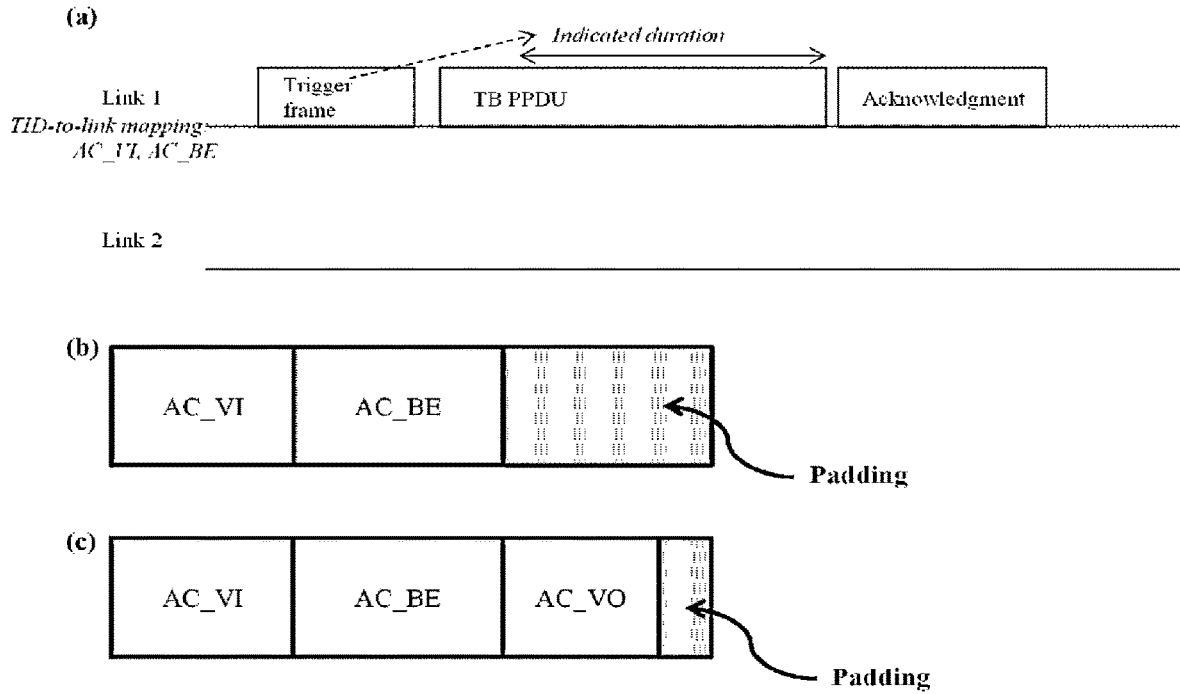 (a)
Indicated duration
Trigger
frame
TB PPDU
Acknowledgment
Link 1
TID-to-link mapping:
AC_VI, AC_BE
Link 2
(b)
AC_VI
AC_BE
Padding
(c)
AC_VI
AC_BE
AC_VO
Padding